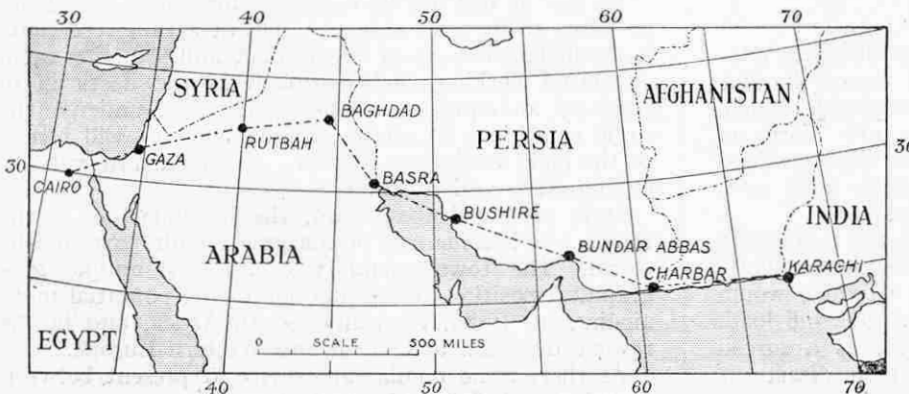 30
40
50
60
70
SYRIA
BAGHDAD
AFGHANISTAN
RUTBAH
PERSIA
GAZA
30
30
CAIRO
BASRA
BUSHIRE
INDIA
ARABIA
BUNDAR ABBAS
CHARBAR
KARACHI
EGYPT
0 SCALE 500 MILES
40
50
60
70